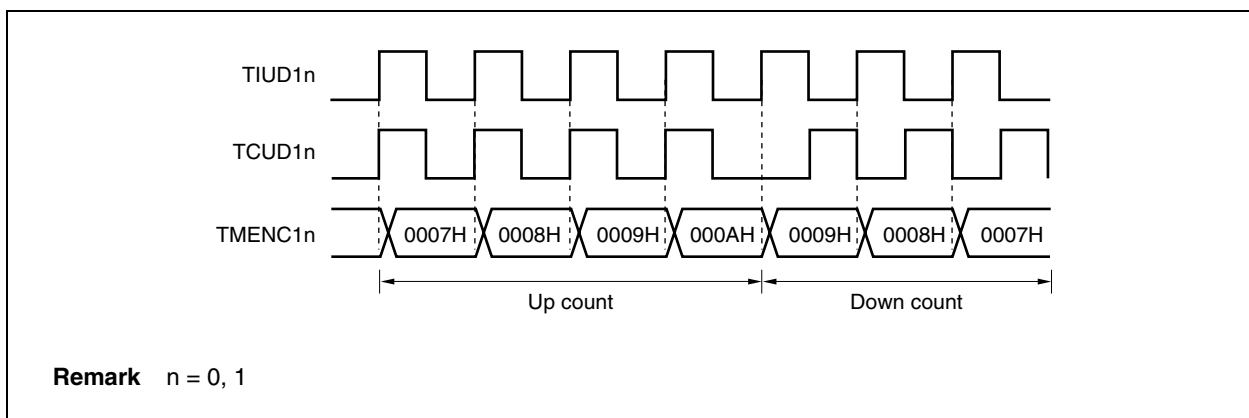 TIUD1n
TCUD1n
TMENC1n 0007H 0008H 0009H 000AH 0009H 0008H 0007H
Up count Down count
Remark n = 0, 1